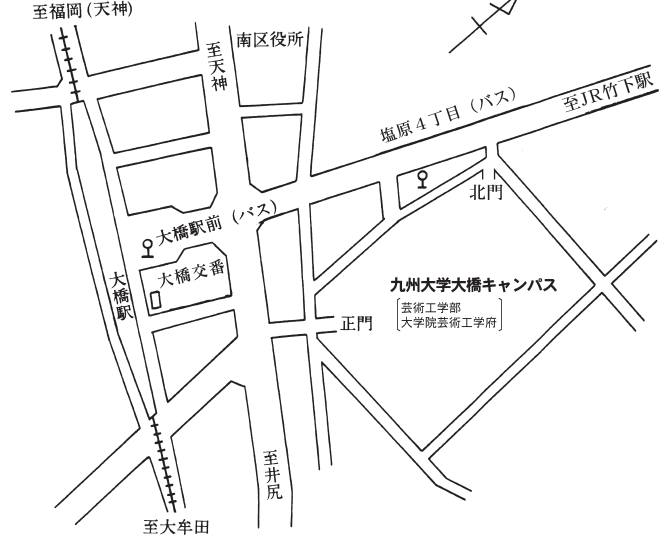 至福岡(天神)
至天神
南区役所
塩原4丁目(バス)
至JR竹下駅
北門
大橋駅前(バス)
大橋交番
大橋駅
九州大学大橋キャンパス
芸術工学部
大学院芸術工学府
正門
至井尻
至大牟田